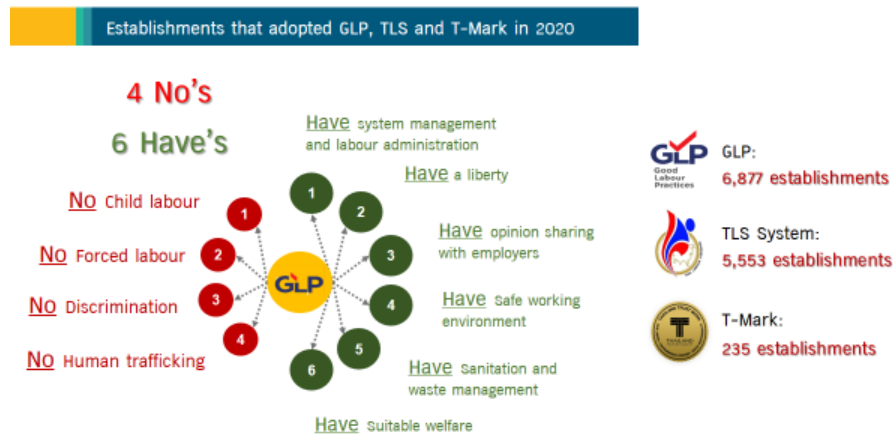 Establishments that adopted GLP, TLS and T-Mark in 2020
4 No's
6 Have's
No Child labour
No Forced labour
No Discrimination
No Human trafficking
1
2
3
4
GLP
1
2
3
4
5
6
Have system management
and labour administration
Have a liberty
Have opinion sharing
with employers
Have Safe working
environment
Have Sanitation and
waste management
Have Suitable welfare
GLP
Good
Labour
Practices
GLP:
6,877 establishments
TLS System:
5,553 establishments
T
T-Mark:
235 establishments